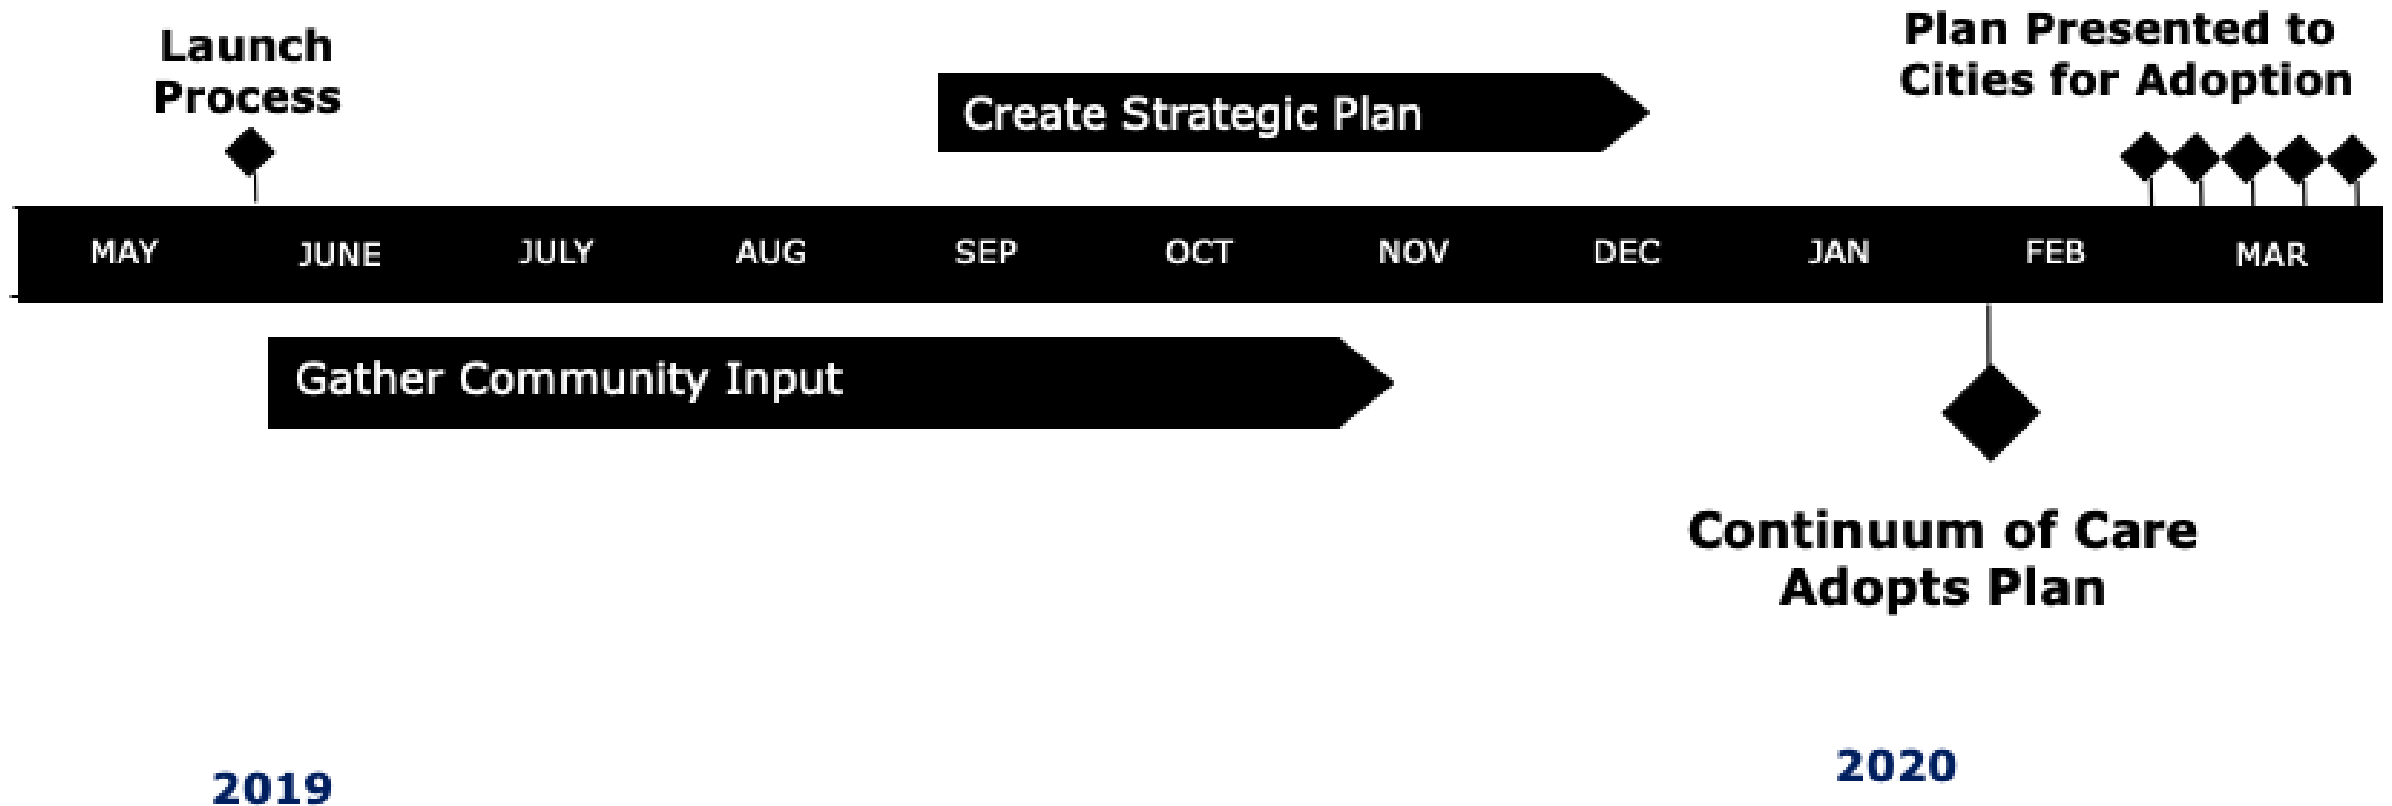 Launch
Process
Create Strategic Plan
Plan Presented to
Cities for Adoption
MAY JUNE JULY AUG SEP OCT NOV DEC JAN FEB MAR
Gather Community Input
Continuum of Care
Adopts Plan
2019
2020